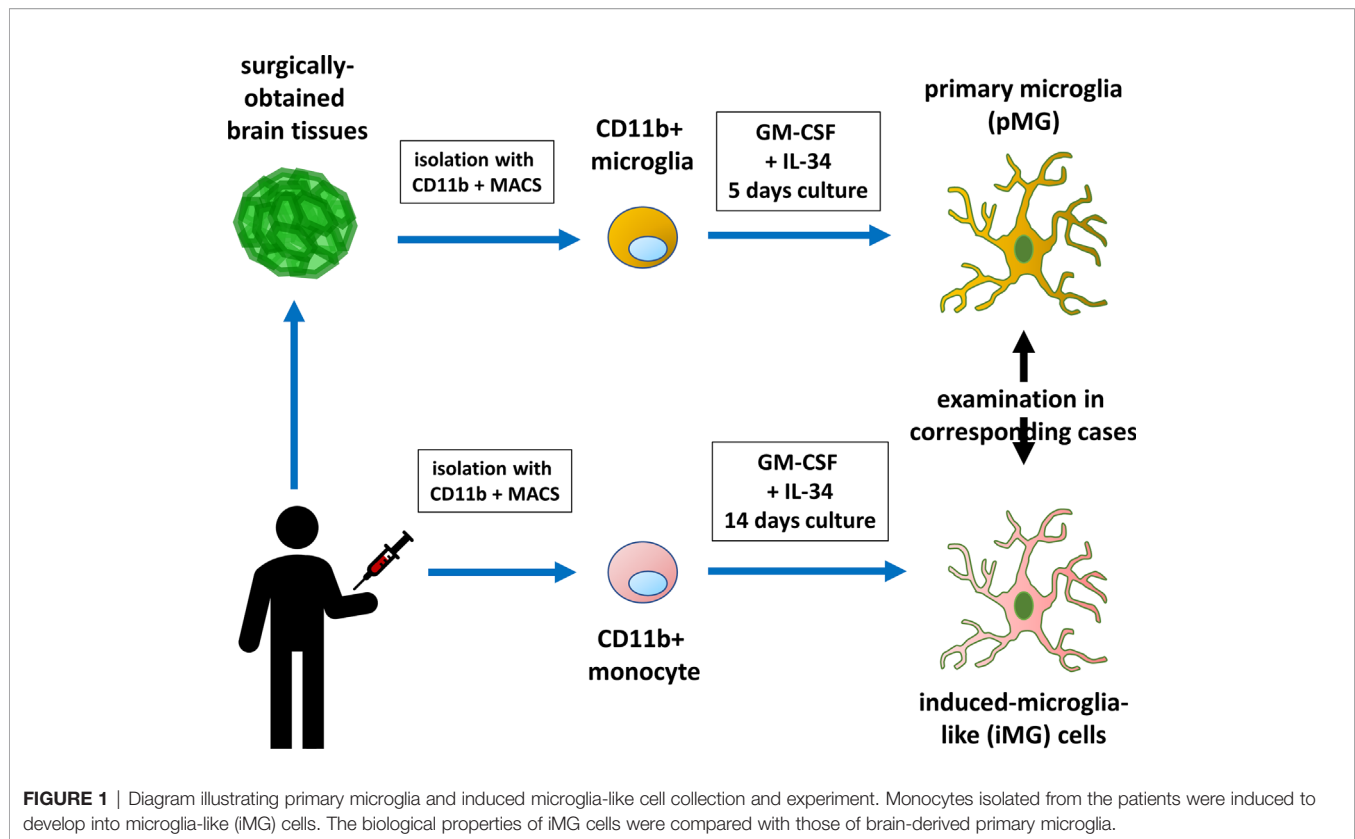 surgically-
obtained
brain tissues
isolation with
CD11b + MACS
CD11b+
microglia
GM-CSF
+ IL-34
5 days culture
primary microglia
(pMG)
examination in
corresponding cases
isolation with
CD11b + MACS
CD11b+
monocyte
GM-CSF
+ IL-34
14 days culture
induced-microglia-
like (iMG) cells
FIGURE 1 | Diagram illustrating primary microglia and induced microglia-like cell collection and experiment. Monocytes isolated from the patients were induced to
develop into microglia-like (iMG) cells. The biological properties of iMG cells were compared with those of brain-derived primary microglia.